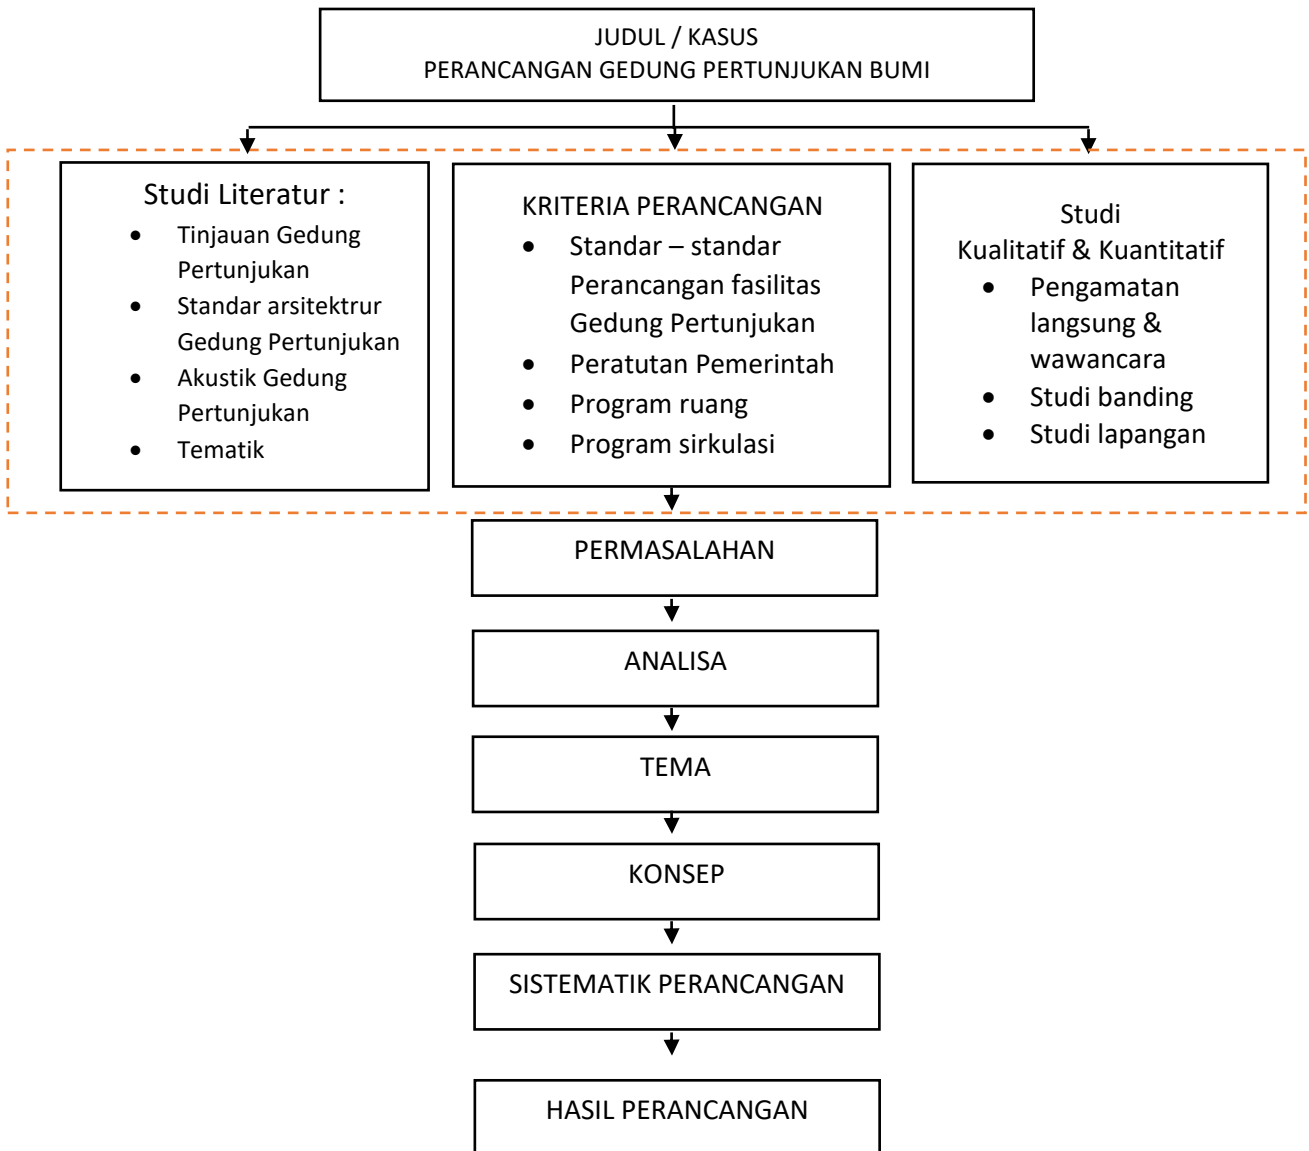 JUDUL / KASUS
PERANCANGAN GEDUNG PERTUNJUKAN BUMI
Studi Literatur :
• Tinjauan Gedung
Pertunjukan
• Standar arsitektrur
Gedung Pertunjukan
• Akustik Gedung
Pertunjukan
• Tematik
KRITERIA PERANCANGAN
• Standar – standar
Perancangan fasilitas
Gedung Pertunjukan
• Peratutan Pemerintah
• Program ruang
• Program sirkulasi
Studi
Kualitatif & Kuantitatif
• Pengamatan
langsung &
wawancara
• Studi banding
• Studi lapangan
PERMASALAHAN
ANALISA
TEMA
KONSEP
SISTEMATIK PERANCANGAN
HASIL PERANCANGAN